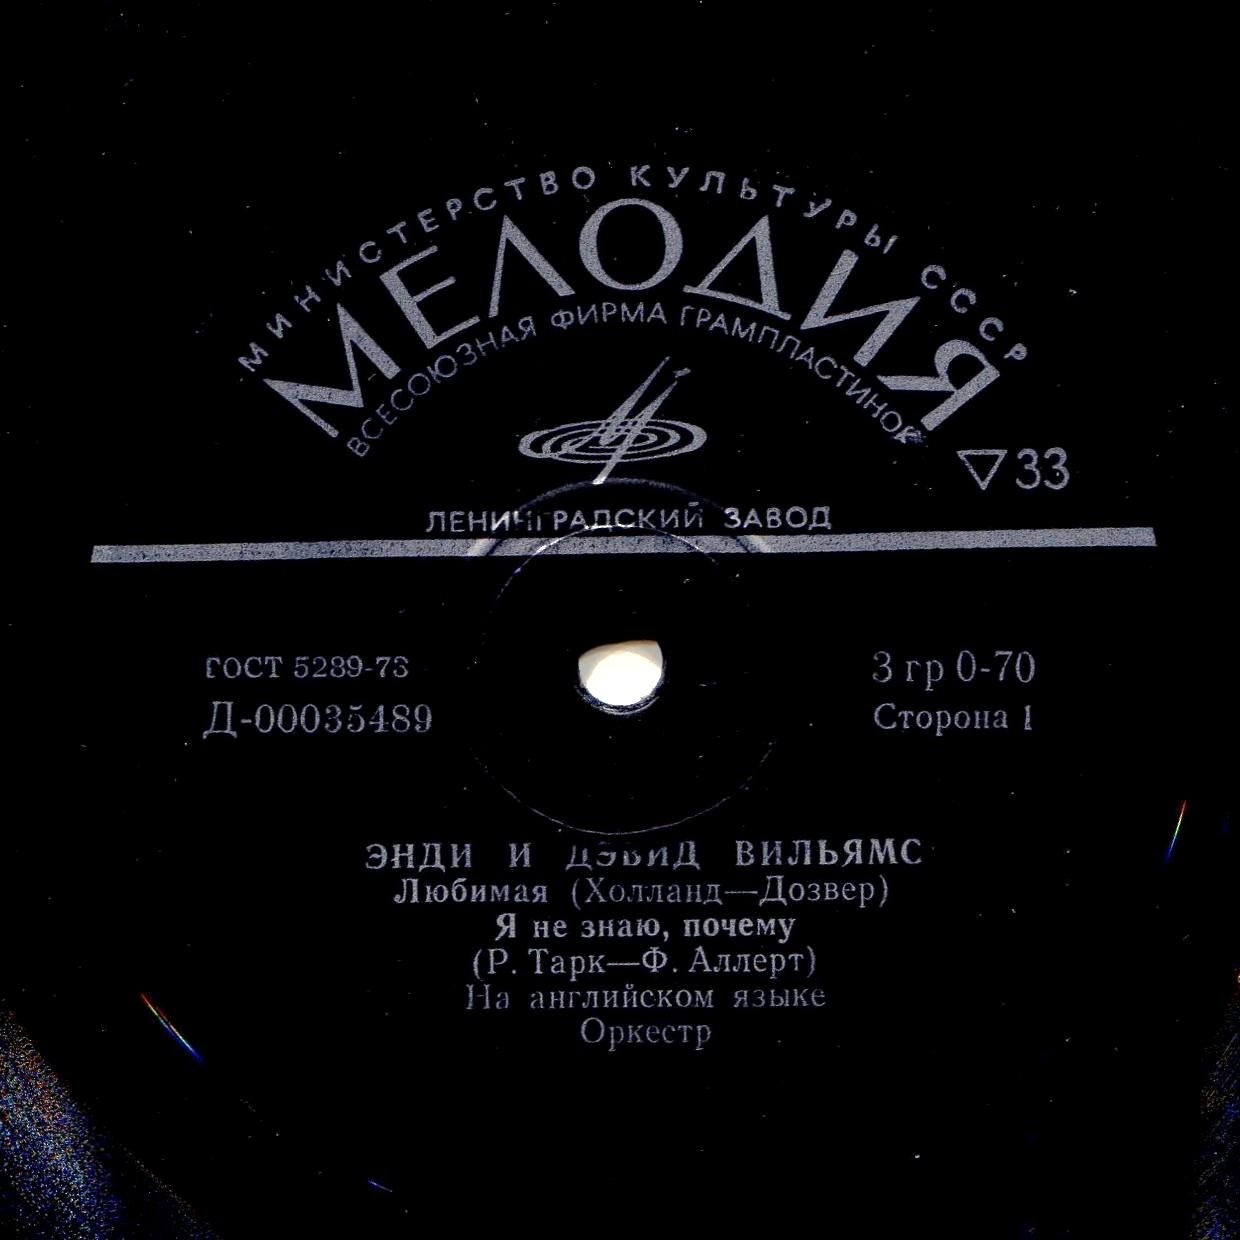 МИНИСТЕРСТВО КУЛЬТУРЫ СССР
МЕЛОДИЯ
ВСЕСОЮЗНАЯ ФИРМА ГРАМПЛАСТИНОК
▽33
ЛЕНИНГРАДСКИЙ ЗАВОД
ГОСТ 5289-73
3 гр 0-70
Д-00035489
Сторона 1
ЭНДИ И ДЭВИД ВИЛЬЯМС
Любимая (Холланд—Дозвер)
Я не знаю, почему
(Р. Тарк—Ф. Аллерт)
На английском языке
Оркестр